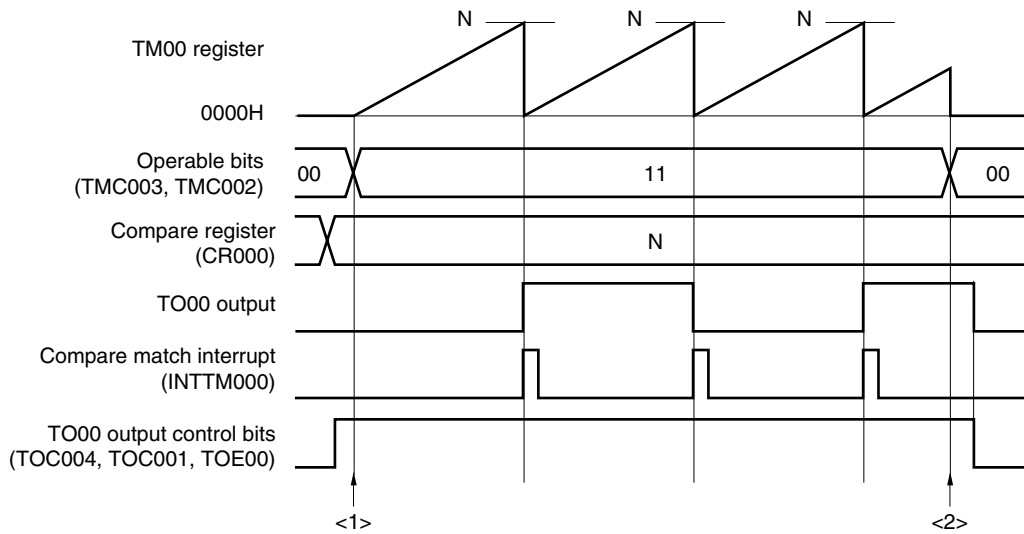 N N N
TM00 register
0000H
Operable bits
(TMC003, TMC002)
00 11 00
Compare register
(CR000)
N
TO00 output
Compare match interrupt
(INTTM000)
TO00 output control bits
(TOC004, TOC001, TOE00)
<1> <2>